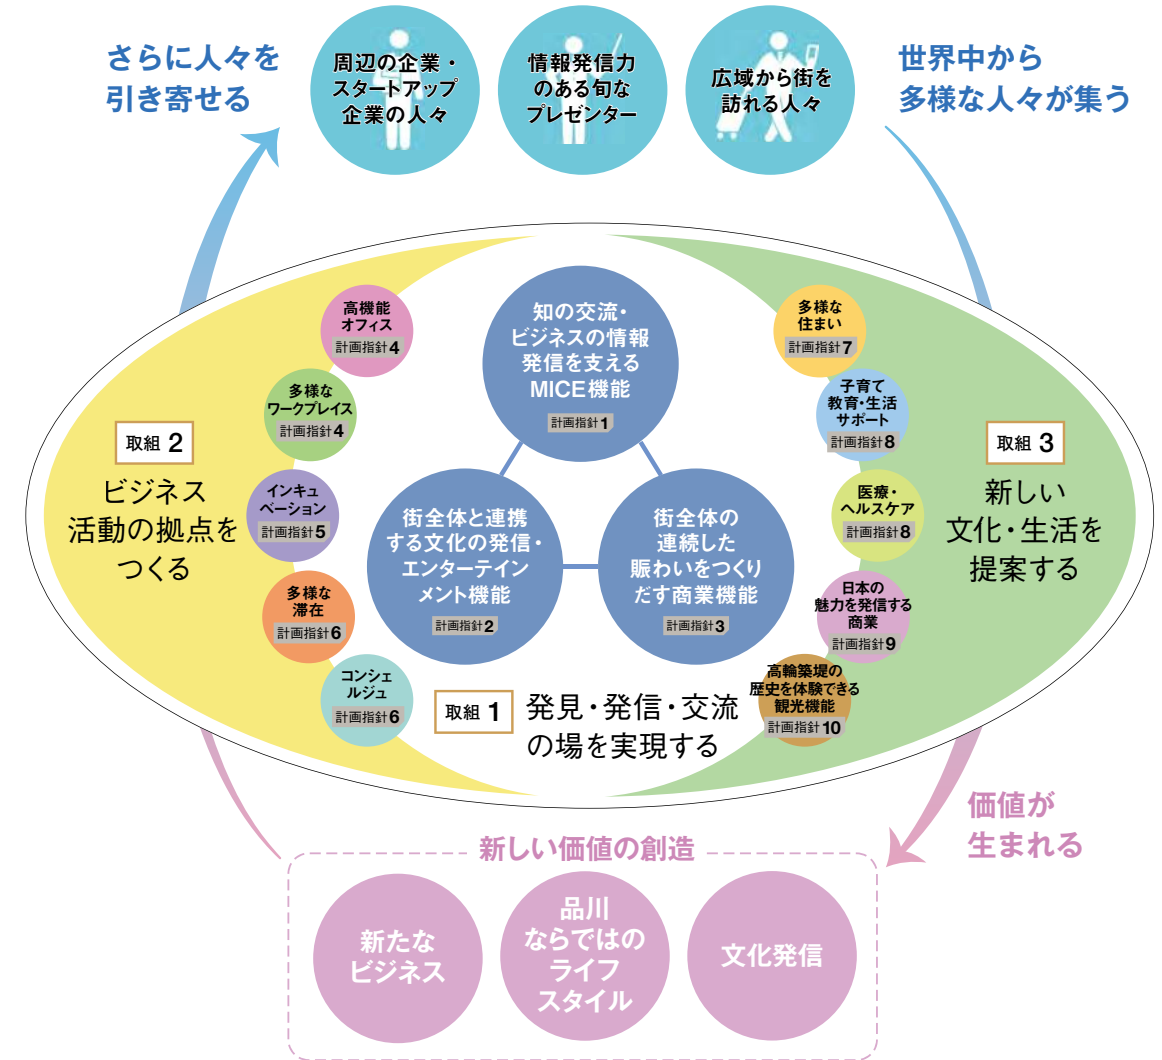 さらに人々を
引き寄せる
周辺の企業・
スタートアップ
企業の人々
情報発信力
のある旬な
プレゼンター
広域から街を
訪れる人々
世界中から
多様な人々が集う
取組 2
ビジネス
活動の拠点を
つくる
高機能
オフィス
計画指針4
多様な
ワークプレイス
計画指針4
インキュ
ベーション
計画指針5
多様な
滞在
計画指針6
コンシェ
ルジュ
計画指針6
知の交流・
ビジネスの情報
発信を支える
MICE機能
計画指針1
街全体と連携
する文化の発信・
エンターテイン
メント機能
計画指針2
街全体の
連続した
賑わいをつくり
だす商業機能
計画指針3
取組 1
発見・発信・交流
の場を実現する
多様な
住まい
計画指針7
子育て
教育・生活
サポート
計画指針8
医療・
ヘルスケア
計画指針8
日本の
魅力を発信する
商業
計画指針9
高輪築堤の
歴史を体験できる
観光機能
計画指針10
取組 3
新しい
文化・生活を
提案する
価値が
生まれる
新しい価値の創造
新たな
ビジネス
品川
ならではの
ライフ
スタイル
文化発信